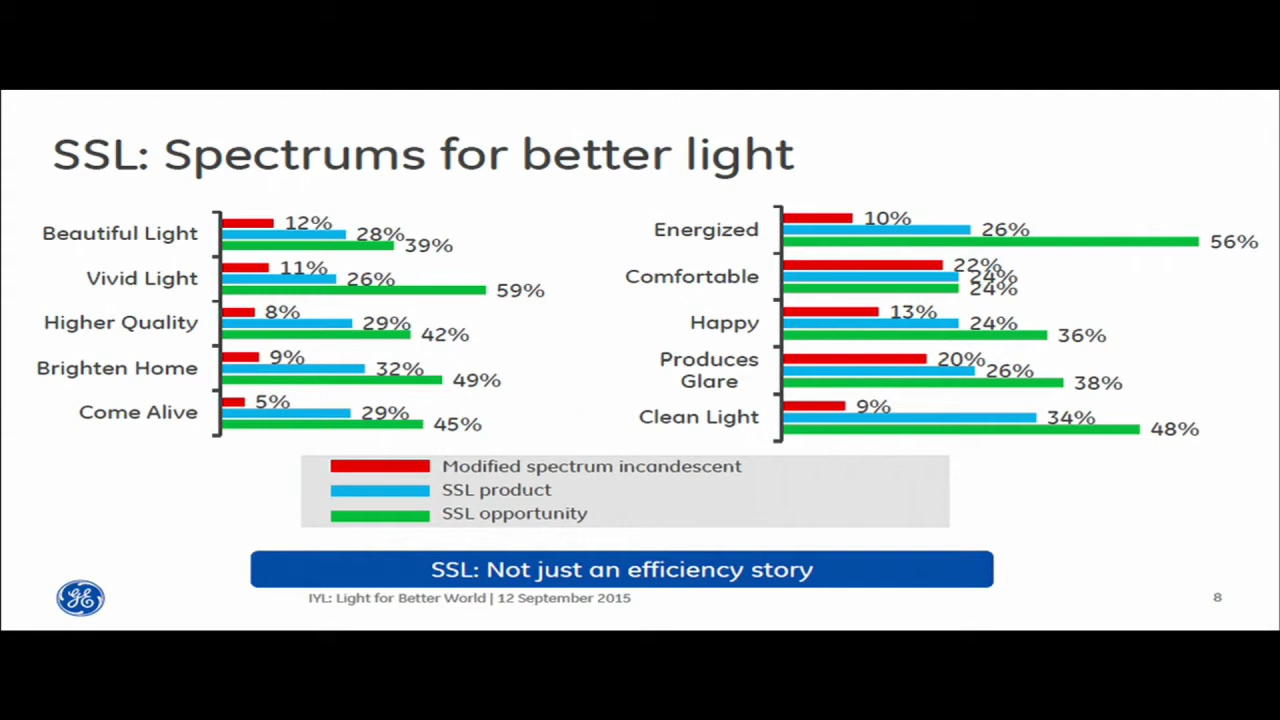 SSL: Spectrums for better light
Beautiful Light
12%
28%
39%
Vivid Light
11%
26%
59%
Higher Quality
8%
29%
42%
Brighten Home
9%
32%
49%
Come Alive
5%
29%
45%
Energized
10%
26%
56%
Comfortable
22%
24%
24%
Happy
13%
24%
36%
Produces
Glare
20%
26%
38%
Clean Light
9%
34%
48%
Modified spectrum incandescent
SSL product
SSL opportunity
SSL: Not just an efficiency story
GE
IYL: Light for Better World | 12 September 2015
8